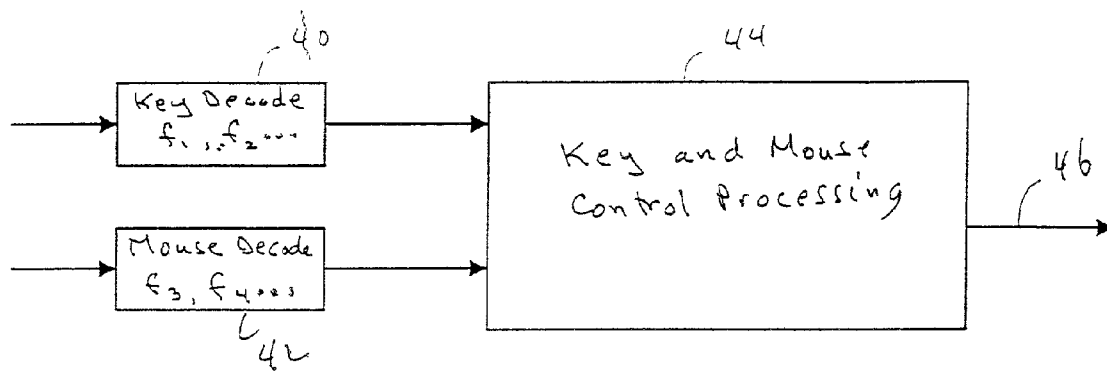 40
44
Key Decode
f1, f2...
Key and Mouse
Control Processing
46
Mouse Decode
f3, f4...
42